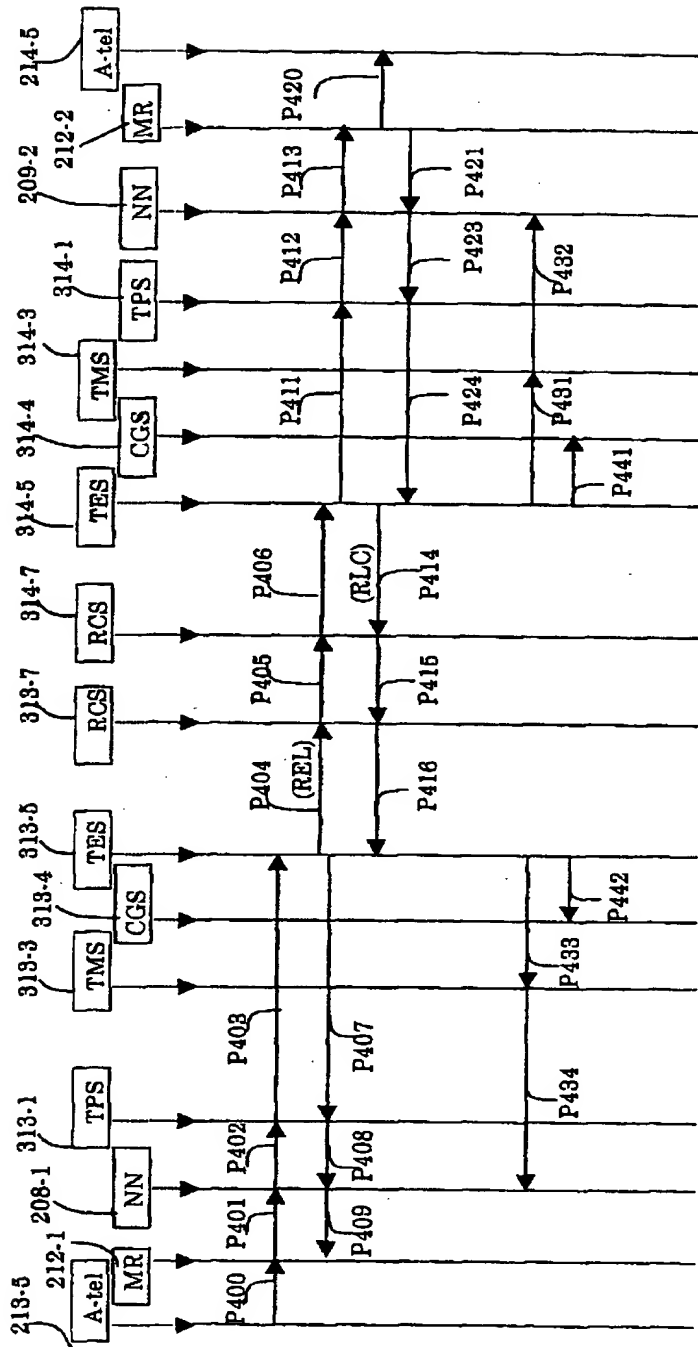 213-5
212-1
208-1
313-1
313-3
313-4
313-5
313-7
314-7
314-5
314-4
314-3
314-1
209-2
212-2
214-5
A-tel
MR
NN
TPS
TMS
CGS
TES
RCS
RCS
TES
CGS
TMS
TPS
NN
MR
A-tel
P400
P401
P402
P403
P404
(REL)
P405
P406
P411
P412
P413
P420
P409
P408
P407
P416
P415
(RLC)
P414
P424
P423
P421
P434
P433
P442
P431
P432
P441